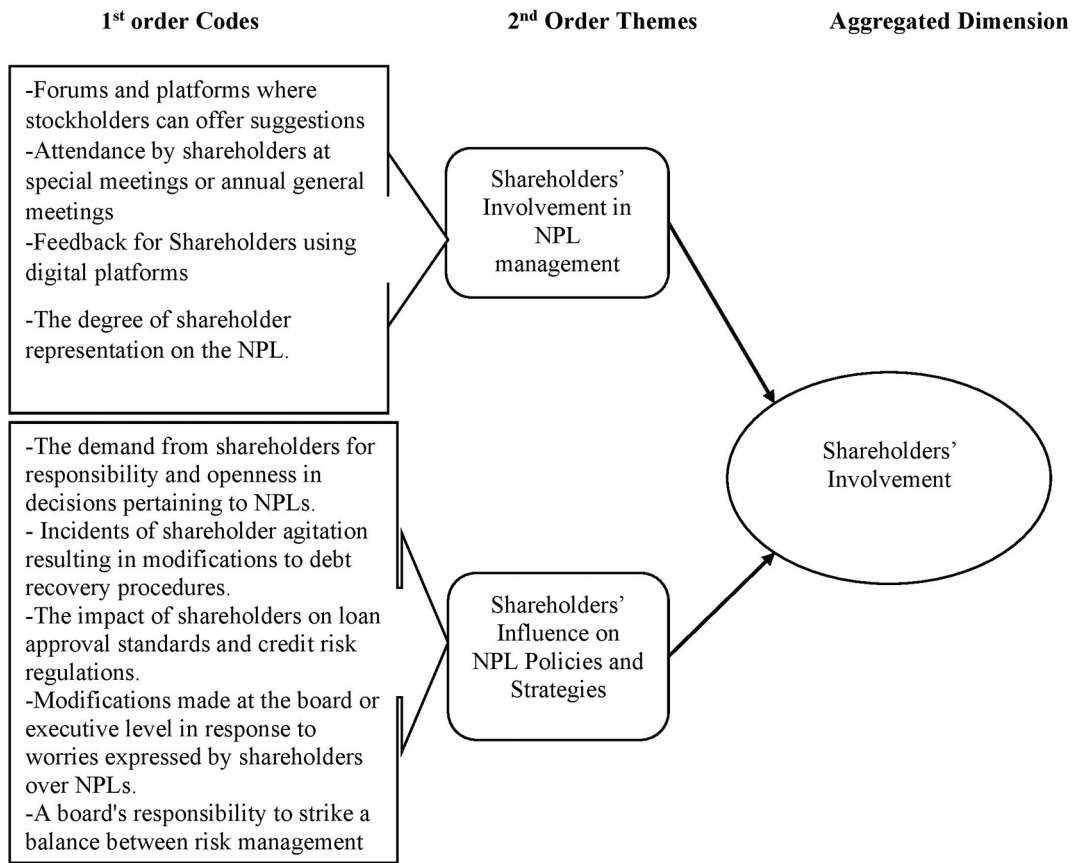 1st order Codes
2nd Order Themes
Aggregated Dimension
-Forums and platforms where
stockholders can offer suggestions
-Attendance by shareholders at
special meetings or annual general
meetings
-Feedback for Shareholders using
digital platforms
-The degree of shareholder
representation on the NPL.
Shareholders’
Involvement in
NPL
management
-The demand from shareholders for
responsibility and openness in
decisions pertaining to NPLs.
- Incidents of shareholder agitation
resulting in modifications to debt
recovery procedures.
-The impact of shareholders on loan
approval standards and credit risk
regulations.
-Modifications made at the board or
executive level in response to
worries expressed by shareholders
over NPLs.
-A board's responsibility to strike a
balance between risk management
Shareholders’
Influence on
NPL Policies and
Strategies
Shareholders’
Involvement